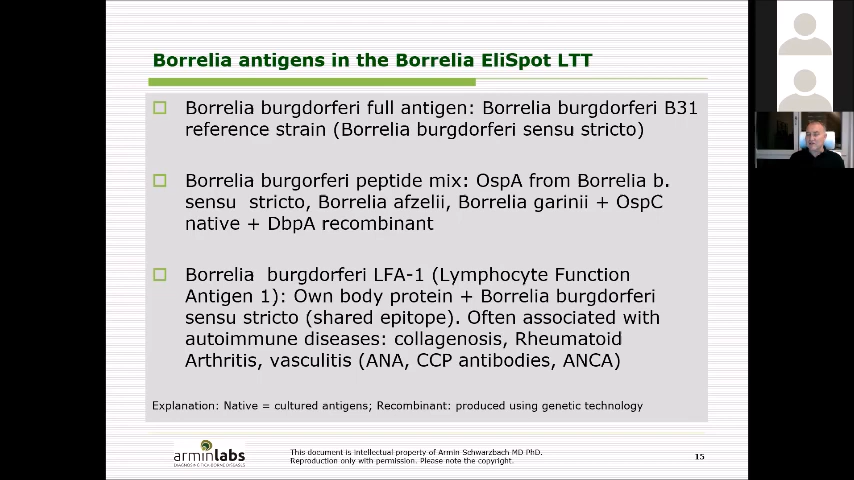 Borrelia antigens in the Borrelia EliSpot LTT
Borrelia burgdorferi full antigen: Borrelia burgdorferi B31
reference strain (Borrelia burgdorferi sensu stricto)
Borrelia burgorferi peptide mix: OspA from Borrelia b.
sensu stricto, Borrelia afzelii, Borrelia garinii + OspC
native + DbpA recombinant
Borrelia burgdorferi LFA-1 (Lymphocyte Function
Antigen 1): Own body protein + Borrelia burgdorferi
sensu stricto (shared epitope). Often associated with
autoimmune diseases: collagenosis, Rheumatoid
Arthritis, vasculitis (ANA, CCP antibodies, ANCA)
Explanation: Native = cultured antigens; Recombinant: produced using genetic technology
arminlabs
This document is intellectual property of Armin Schwarzbach MD PhD.
Reproduction only with permission. Please note the copyright.
15